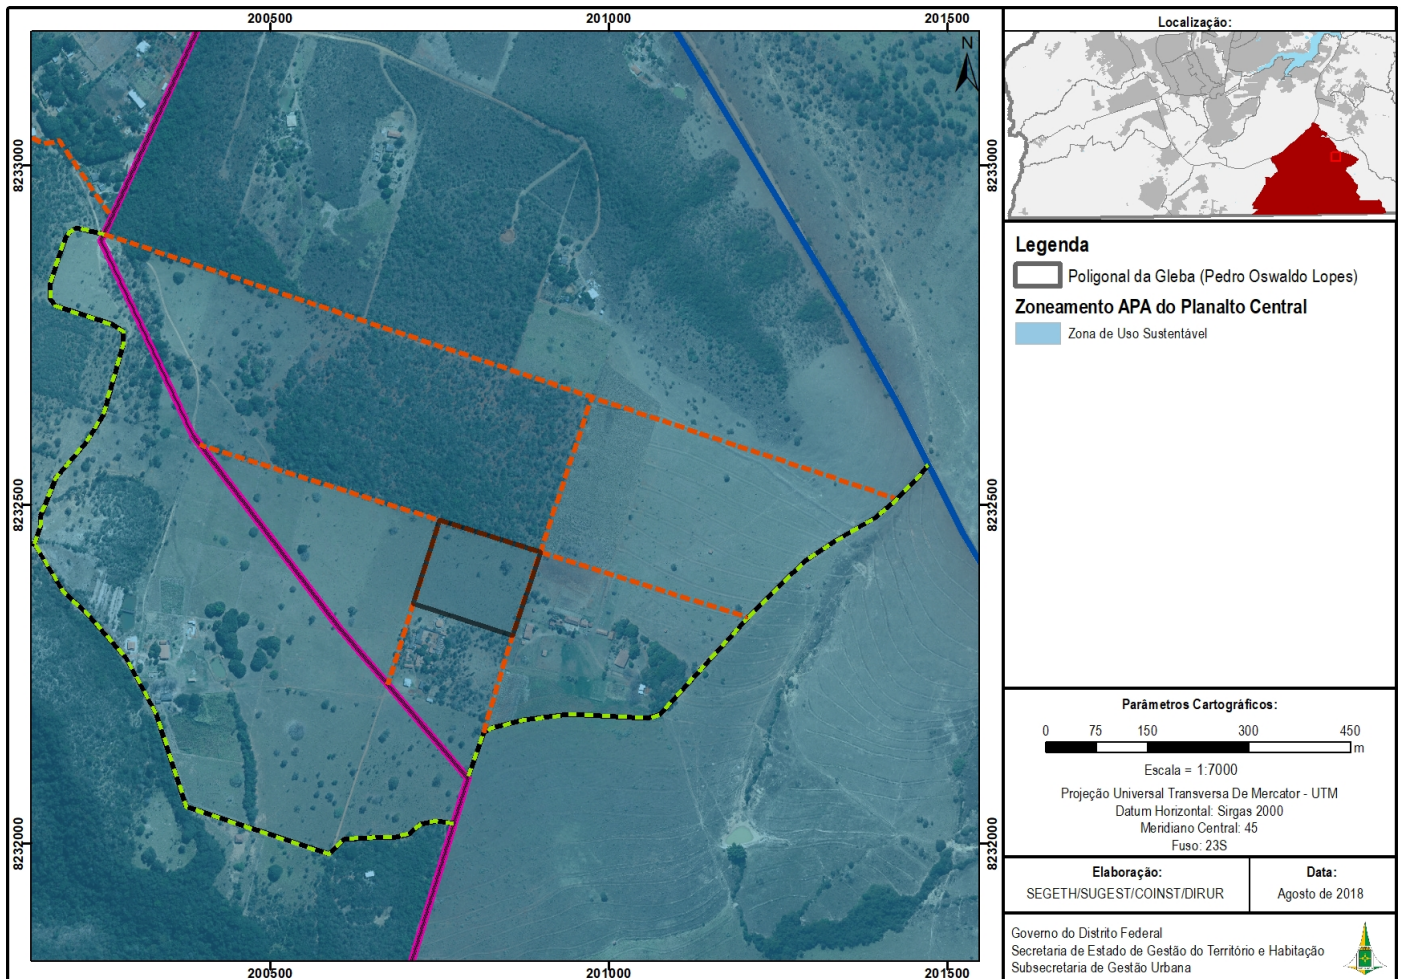 200500
201000
201500
8233000
8232500
8232000
N
8233000
8232500
8232000
200500
201000
201500
Localização:
Legenda
Poligonal da Gleba (Pedro Oswaldo Lopes)
Zoneamento APA do Planalto Central
Zona de Uso Sustentável
Parâmetros Cartográficos:
0 75 150 300 450
m
Escala = 1:7000
Projeção Universal Transversa De Mercator - UTM
Datum Horizontal: Sirgas 2000
Meridiano Central: 45
Fuso: 23S
Elaboração:
SEGETH/SUGEST/COINST/DIRUR
Data:
Agosto de 2018
Governo do Distrito Federal
Secretaria de Estado de Gestão do Território e Habitação
Subsecretaria de Gestão Urbana